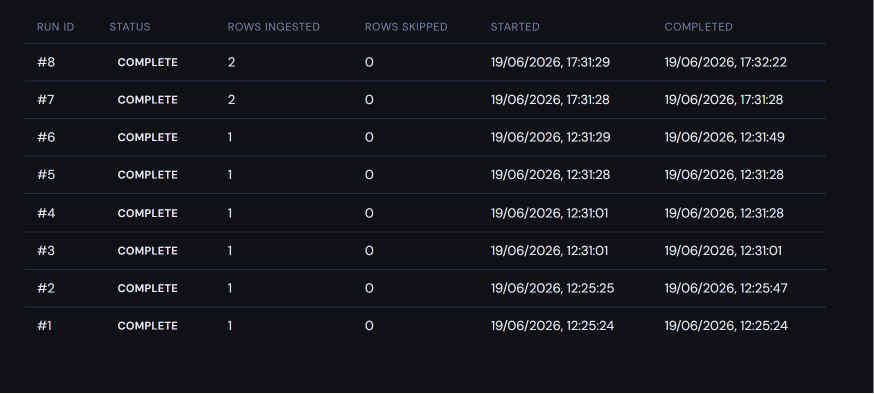 RUN ID STATUS ROWS INGESTED ROWS SKIPPED STARTED COMPLETED
#8 COMPLETE 2 0 19/06/2026, 17:31:29 19/06/2026, 17:32:22
#7 COMPLETE 2 0 19/06/2026, 17:31:28 19/06/2026, 17:31:28
#6 COMPLETE 1 0 19/06/2026, 12:31:29 19/06/2026, 12:31:49
#5 COMPLETE 1 0 19/06/2026, 12:31:28 19/06/2026, 12:31:28
#4 COMPLETE 1 0 19/06/2026, 12:31:01 19/06/2026, 12:31:28
#3 COMPLETE 1 0 19/06/2026, 12:31:01 19/06/2026, 12:31:01
#2 COMPLETE 1 0 19/06/2026, 12:25:25 19/06/2026, 12:25:47
#1 COMPLETE 1 0 19/06/2026, 12:25:24 19/06/2026, 12:25:24